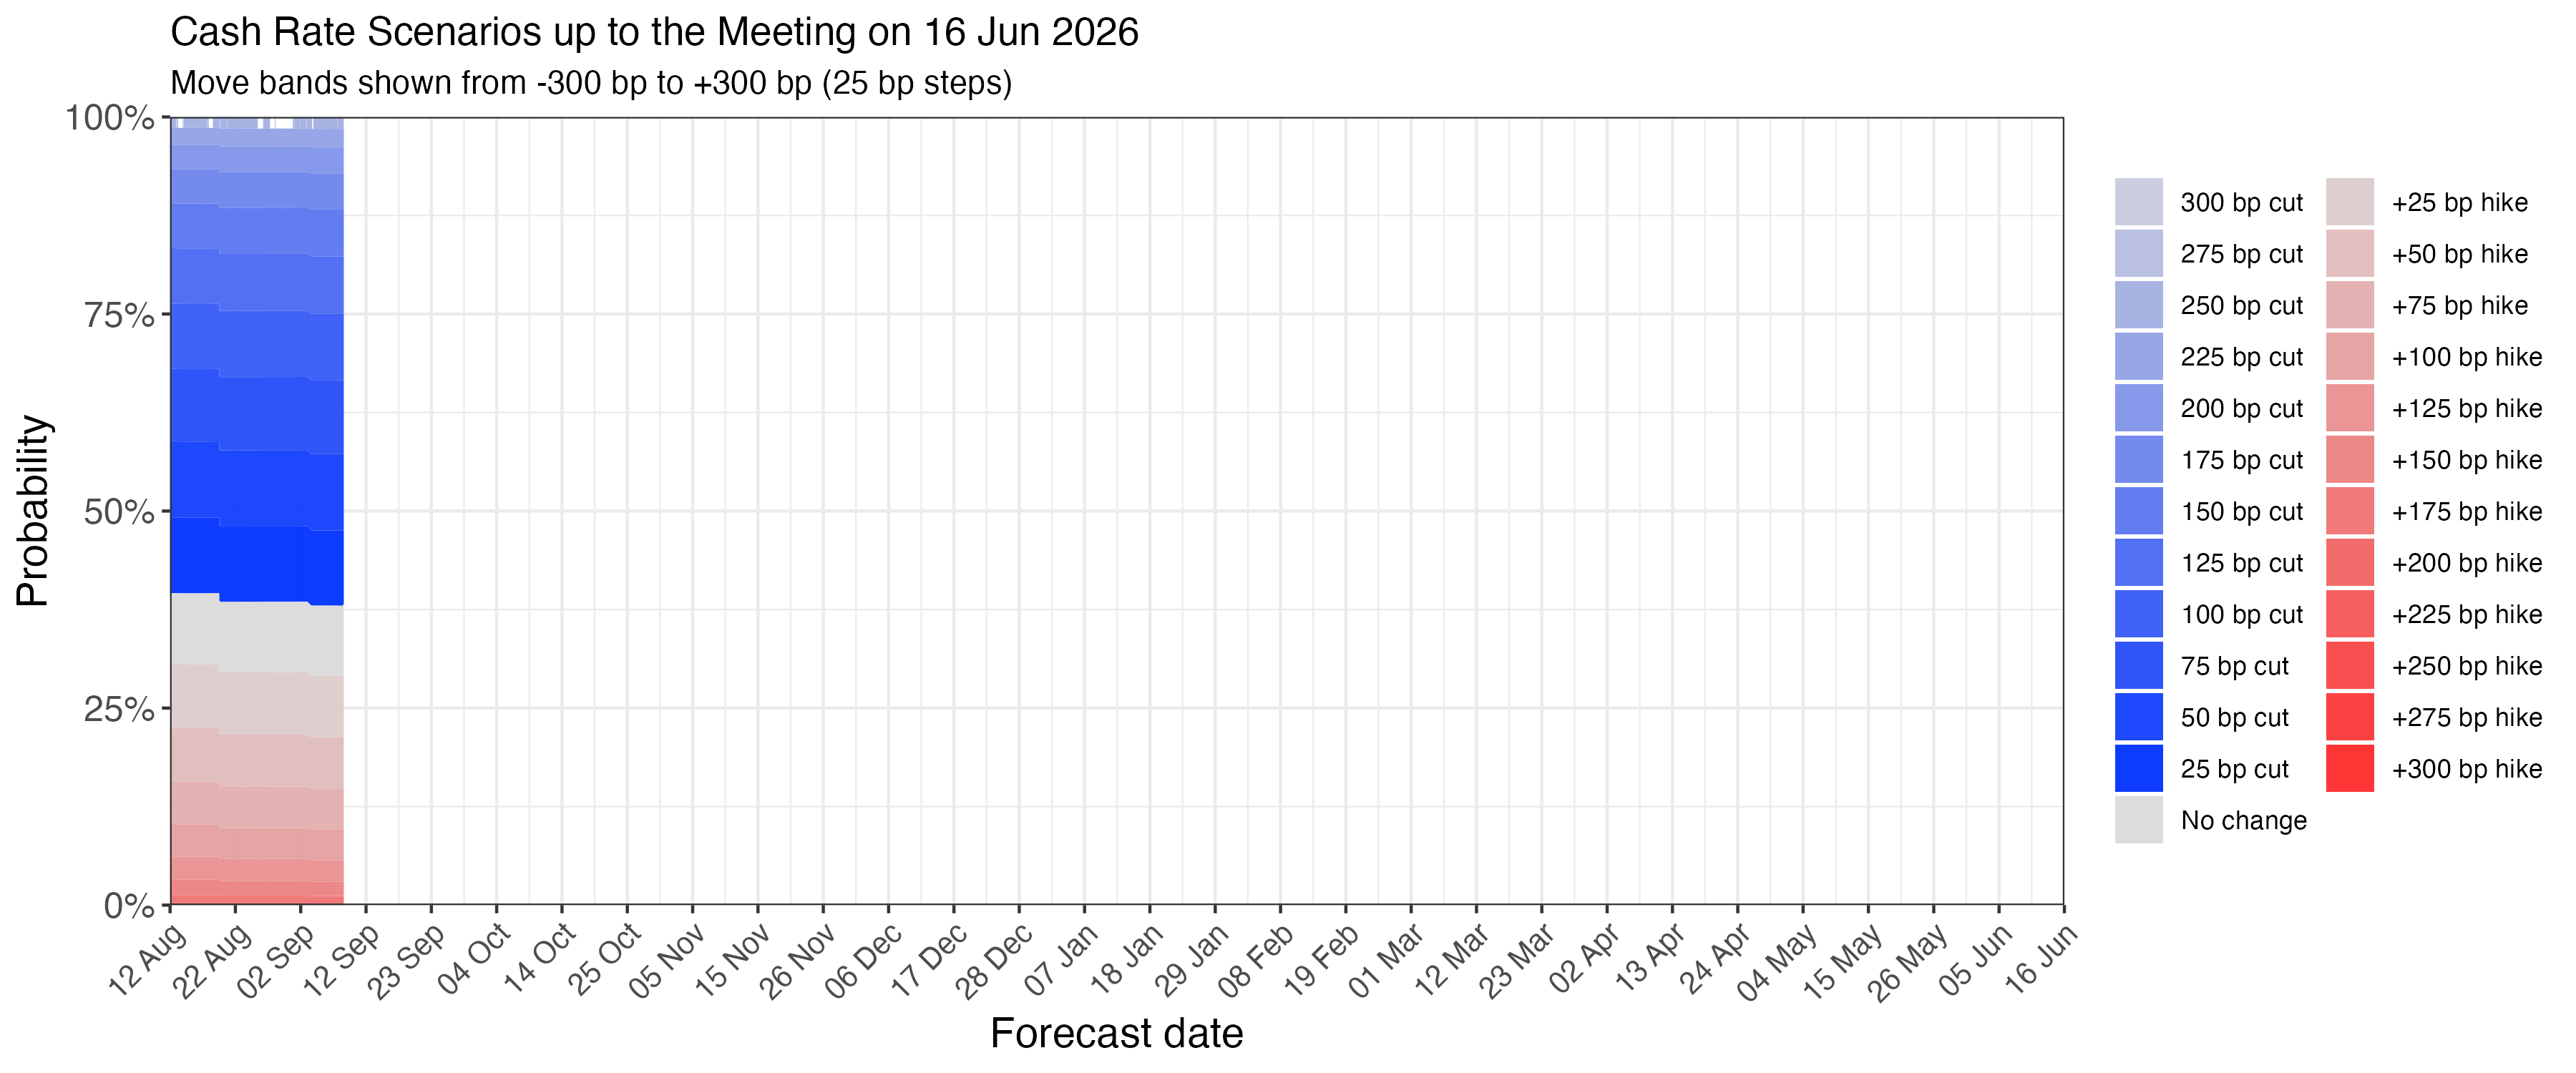 Cash Rate Scenarios up to the Meeting on 16 Jun 2026
Move bands shown from -300 bp to +300 bp (25 bp steps)
Probability
100%
75%
50%
25%
0%
12 Aug
22 Aug
02 Sep
12 Sep
23 Sep
04 Oct
14 Oct
25 Oct
05 Nov
15 Nov
26 Nov
06 Dec
17 Dec
28 Dec
07 Jan
18 Jan
29 Jan
08 Feb
19 Feb
01 Mar
12 Mar
23 Mar
02 Apr
13 Apr
24 Apr
04 May
15 May
26 May
05 Jun
16 Jun
Forecast date
300 bp cut
275 bp cut
250 bp cut
225 bp cut
200 bp cut
175 bp cut
150 bp cut
125 bp cut
100 bp cut
75 bp cut
50 bp cut
25 bp cut
No change
+25 bp hike
+50 bp hike
+75 bp hike
+100 bp hike
+125 bp hike
+150 bp hike
+175 bp hike
+200 bp hike
+225 bp hike
+250 bp hike
+275 bp hike
+300 bp hike